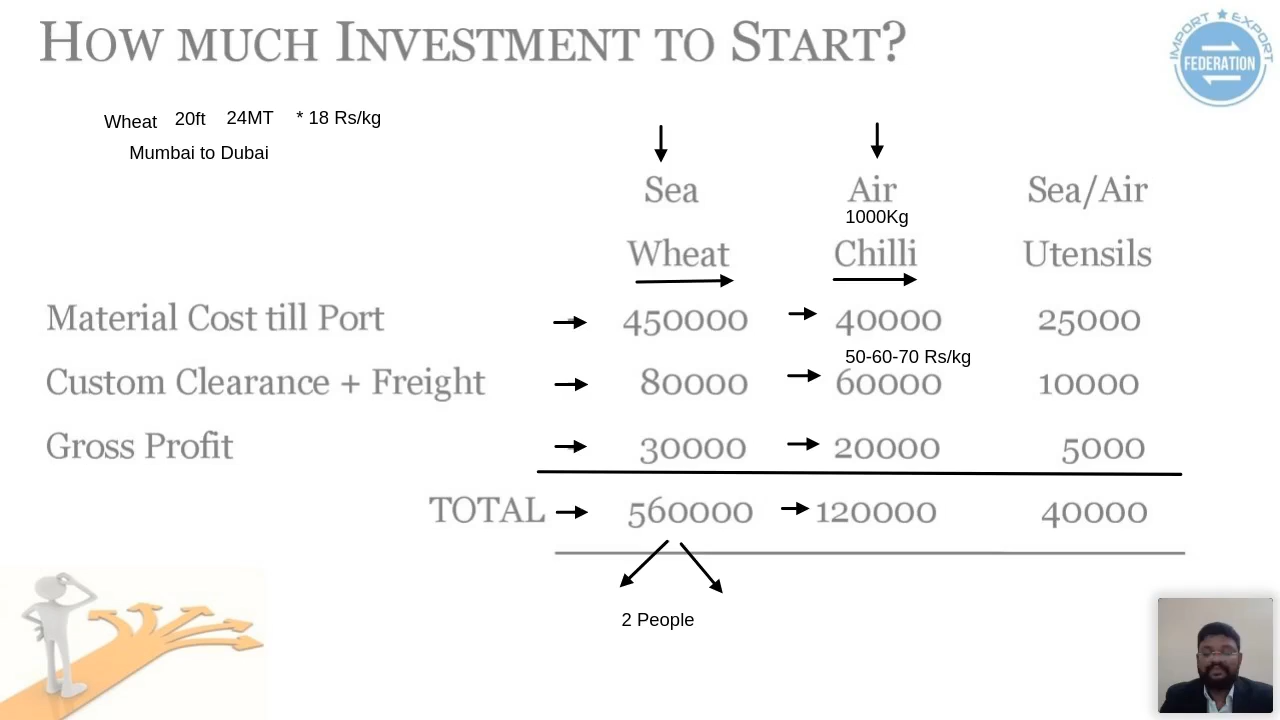 HOW MUCH INVESTMENT TO START?
IMPORT ★ EXPORT
FEDERATION
Wheat 20ft 24MT * 18 Rs/kg
Mumbai to Dubai
Sea Air Sea/Air
1000Kg
Wheat Chilli Utensils
Material Cost till Port 450000 40000 25000
50-60-70 Rs/kg
Custom Clearance + Freight 80000 60000 10000
Gross Profit 30000 20000 5000
TOTAL 560000 120000 40000
2 People